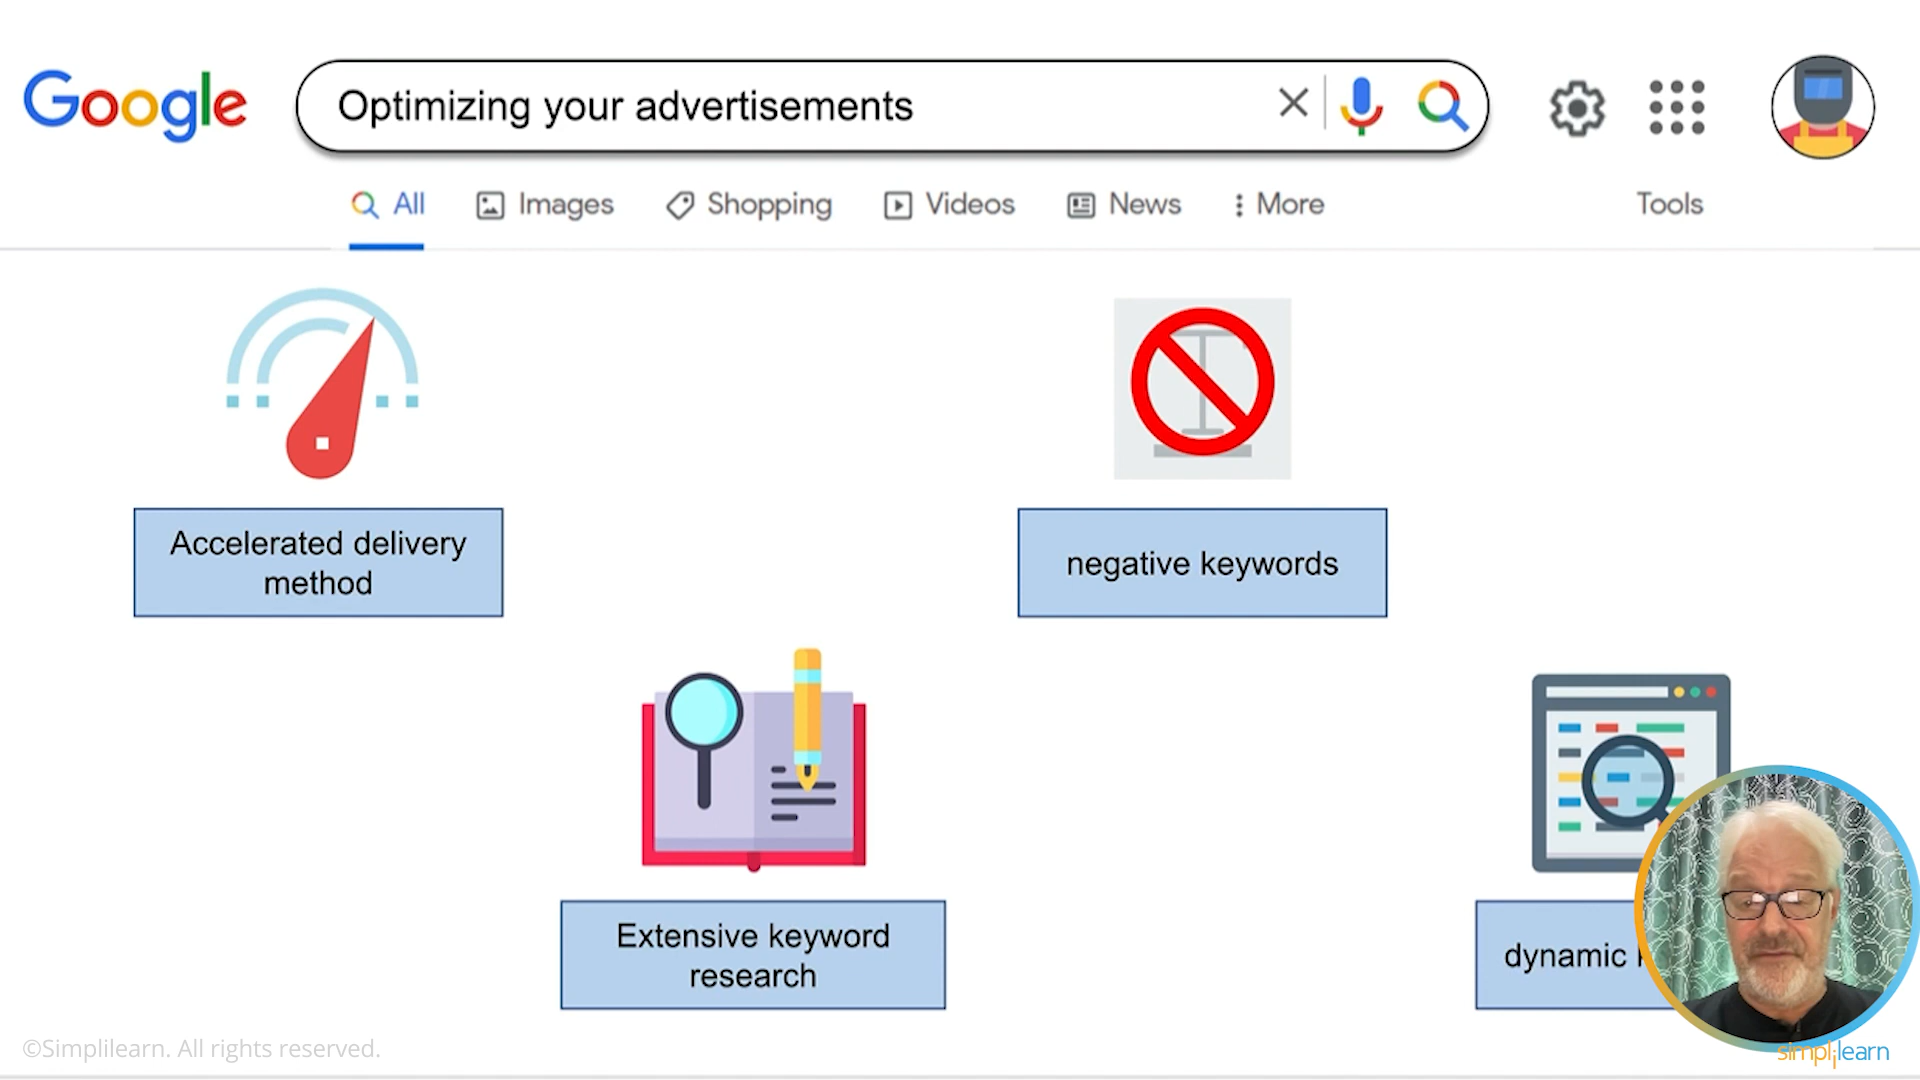 Google
Optimizing your advertisements
All
Images
Shopping
Videos
News
More
Tools
Accelerated delivery
method
negative keywords
Extensive keyword
research
dynamic
©Simplilearn. All rights reserved.
simplilearn